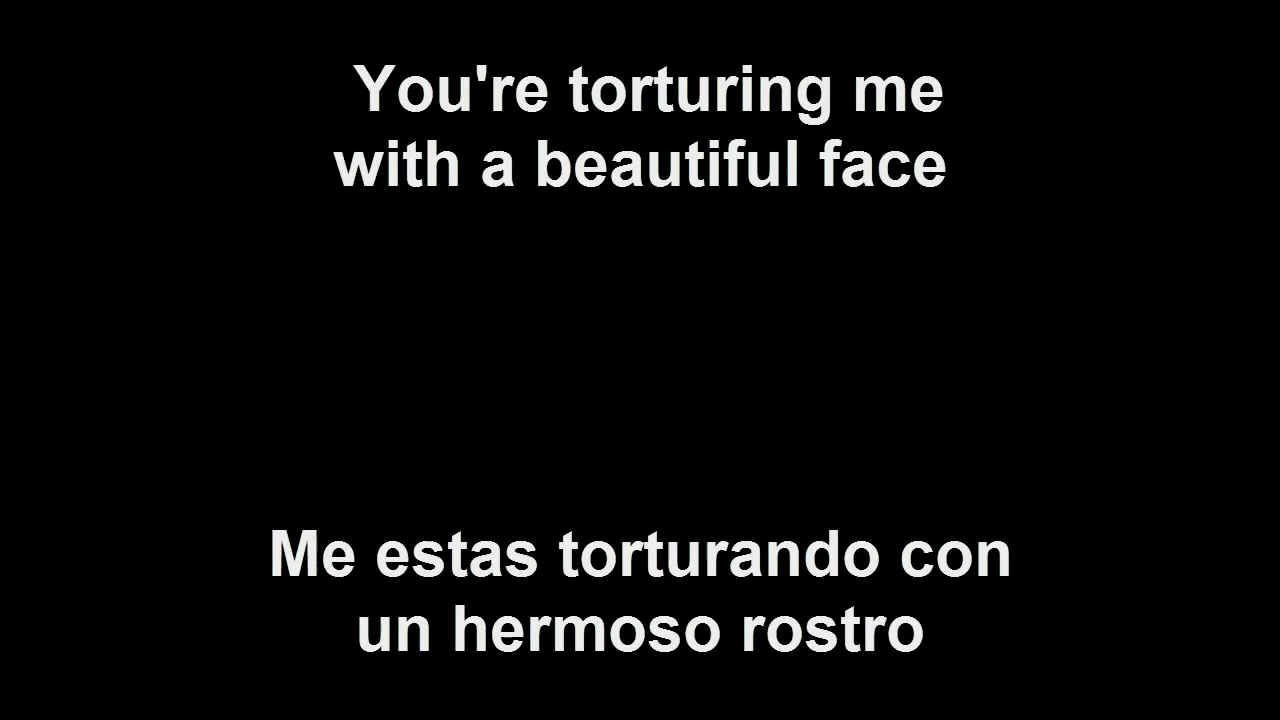 You're torturing me
with a beautiful face
Me estas torturando con
un hermoso rostro